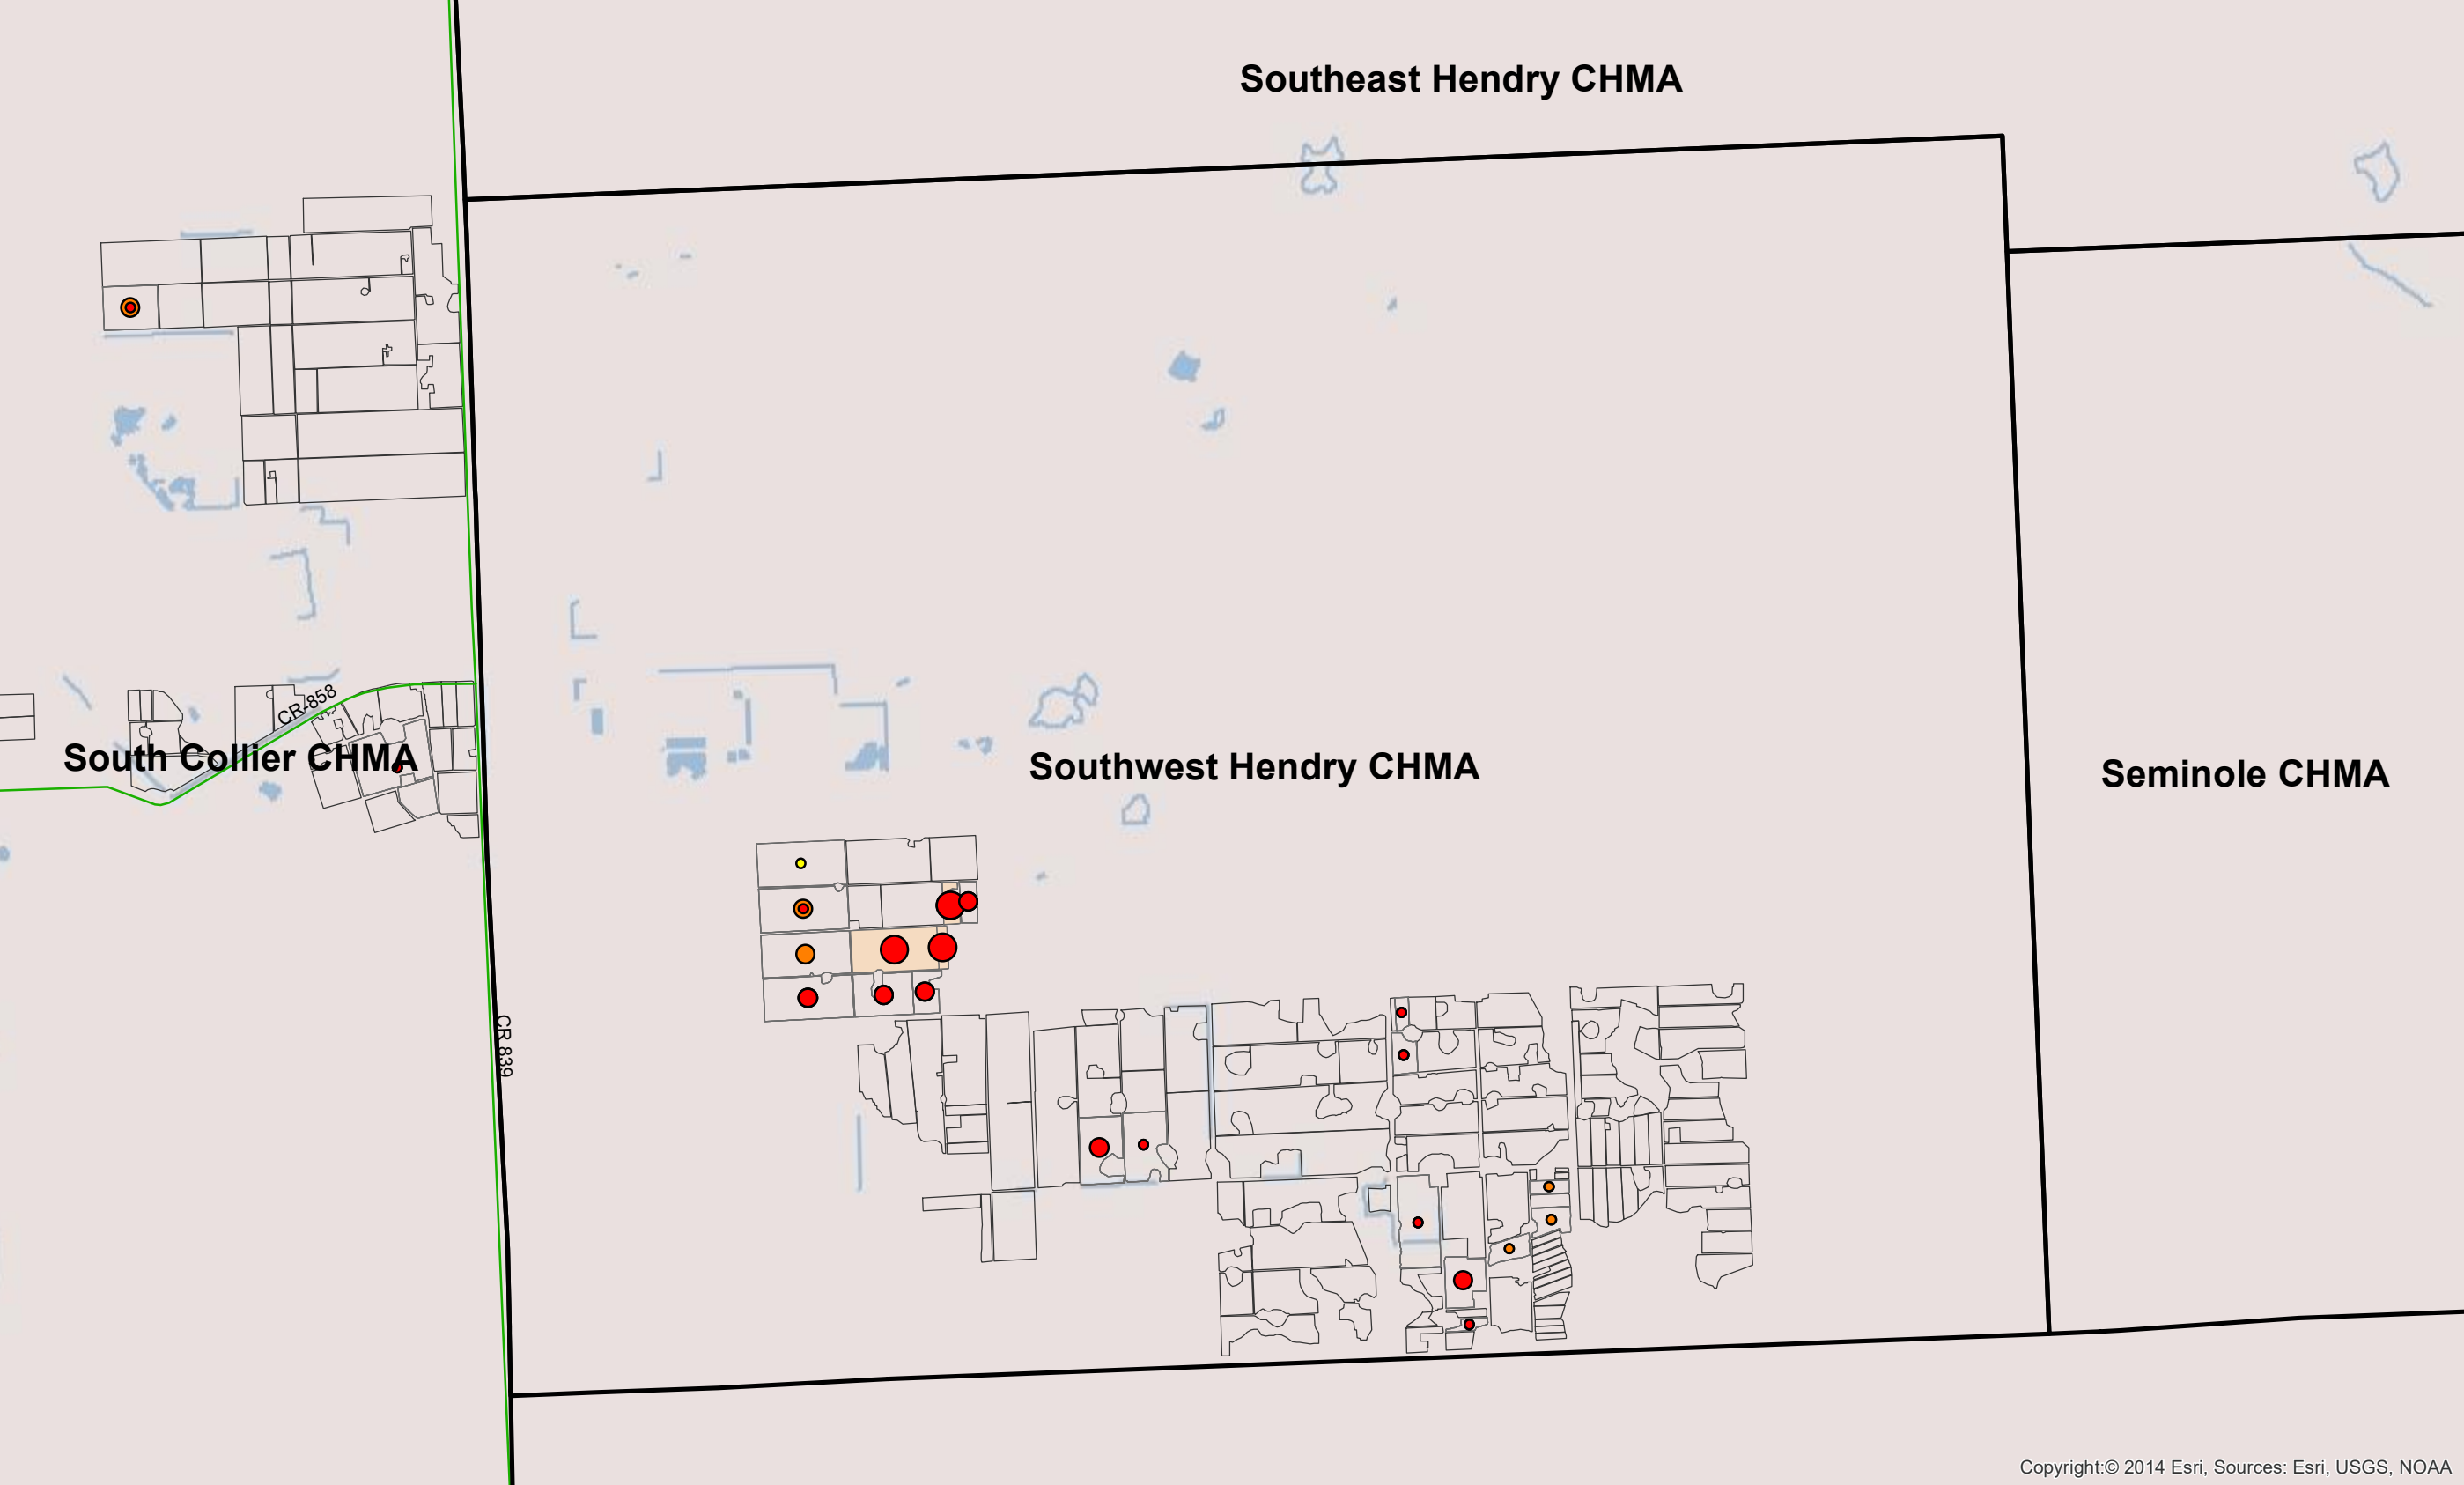 Southeast Hendry CHMA
CR-858
South Collier CHMA
Southwest Hendry CHMA
Seminole CHMA
CR 839
Copyright:© 2014 Esri, Sources: Esri, USGS, NOAA